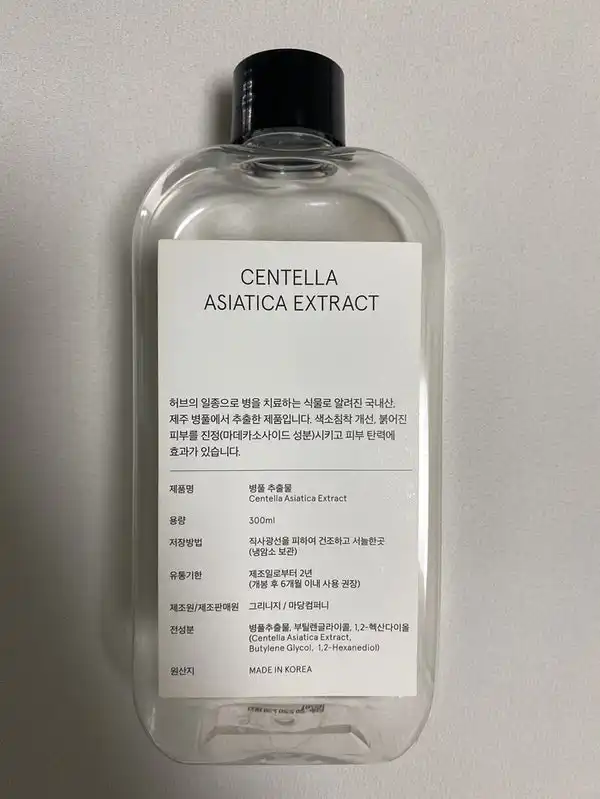 CENTELLA
ASIATICA EXTRACT
허브의 일종으로 병을 치료하는 식물로 알려진 국내산,
제주 병풀에서 추출한 제품입니다. 색소침착 개선, 붉어진
피부를 진정(마데카소사이드 성분)시키고 피부 탄력에
효과가 있습니다.
제품명 병풀 추출물
Centella Asiatica Extract
용량 300ml
저장방법 직사광선을 피하여 건조하고 서늘한곳
(냉암소 보관)
유통기한 제조일로부터 2년
(개봉 후 6개월 이내 사용 권장)
제조원/제조판매원 그리니지 / 마당컴퍼니
전성분 병풀추출물, 부틸렌글라이콜, 1,2-헥산다이올
(Centella Asiatica Extract,
Butylene Glycol, 1,2-Hexanediol)
원산지 MADE IN KOREA